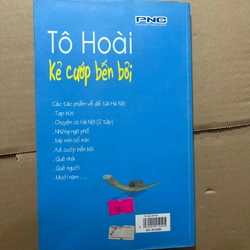 PNC
Tô Hoài
Kẻ cướp bến bỏi
Các tác phẩm về đề tài Hà Nội
. Tạp bút
. Chuyện cũ Hà Nội (2 tập)
. Những ngõ phố
. Mẹ mìn bố mìn
. Kẻ cướp bến bỏi
. Quê nhà
. Quê người
. Mười năm ....